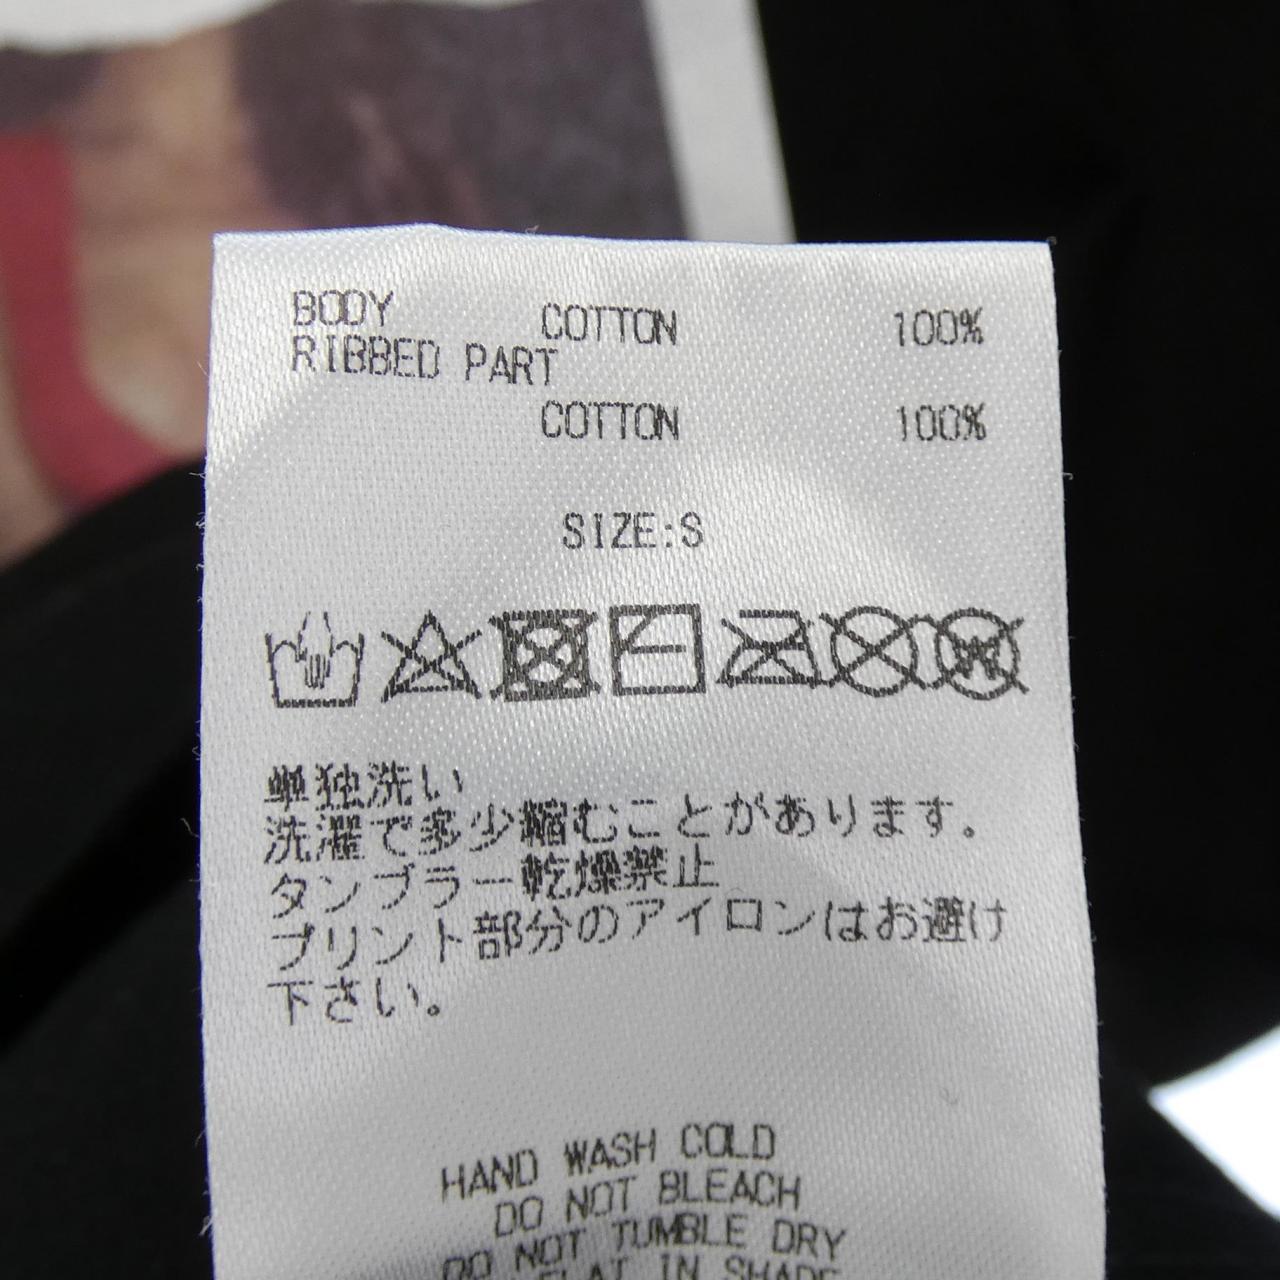 BODY COTTON 100%
RIBBED PART
COTTON 100%
SIZE:S
単独洗い
洗濯で多少縮むことがあります。
タンブラー乾燥禁止
プリント部分のアイロンはお避け
下さい。
HAND WASH COLD
DO NOT BLEACH
DO NOT TUMBLE DRY
FLAT IN SHADE